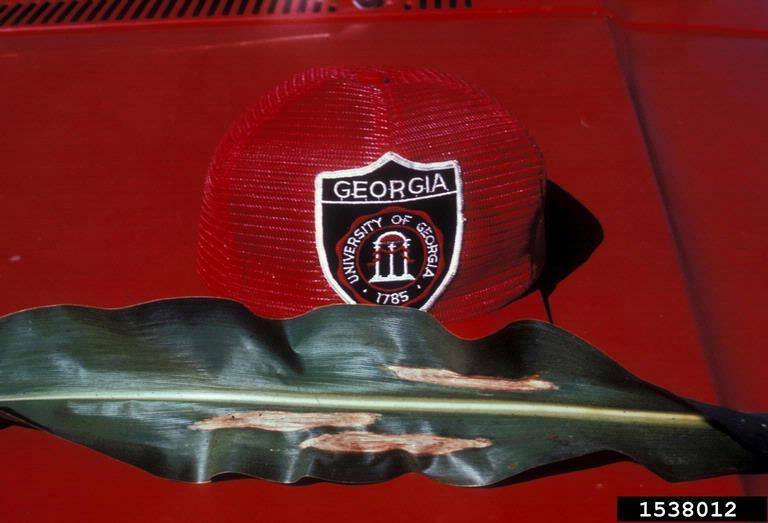 GEORGIA
UNIVERSITY OF GEORGIA
· 1785 ·
1538012